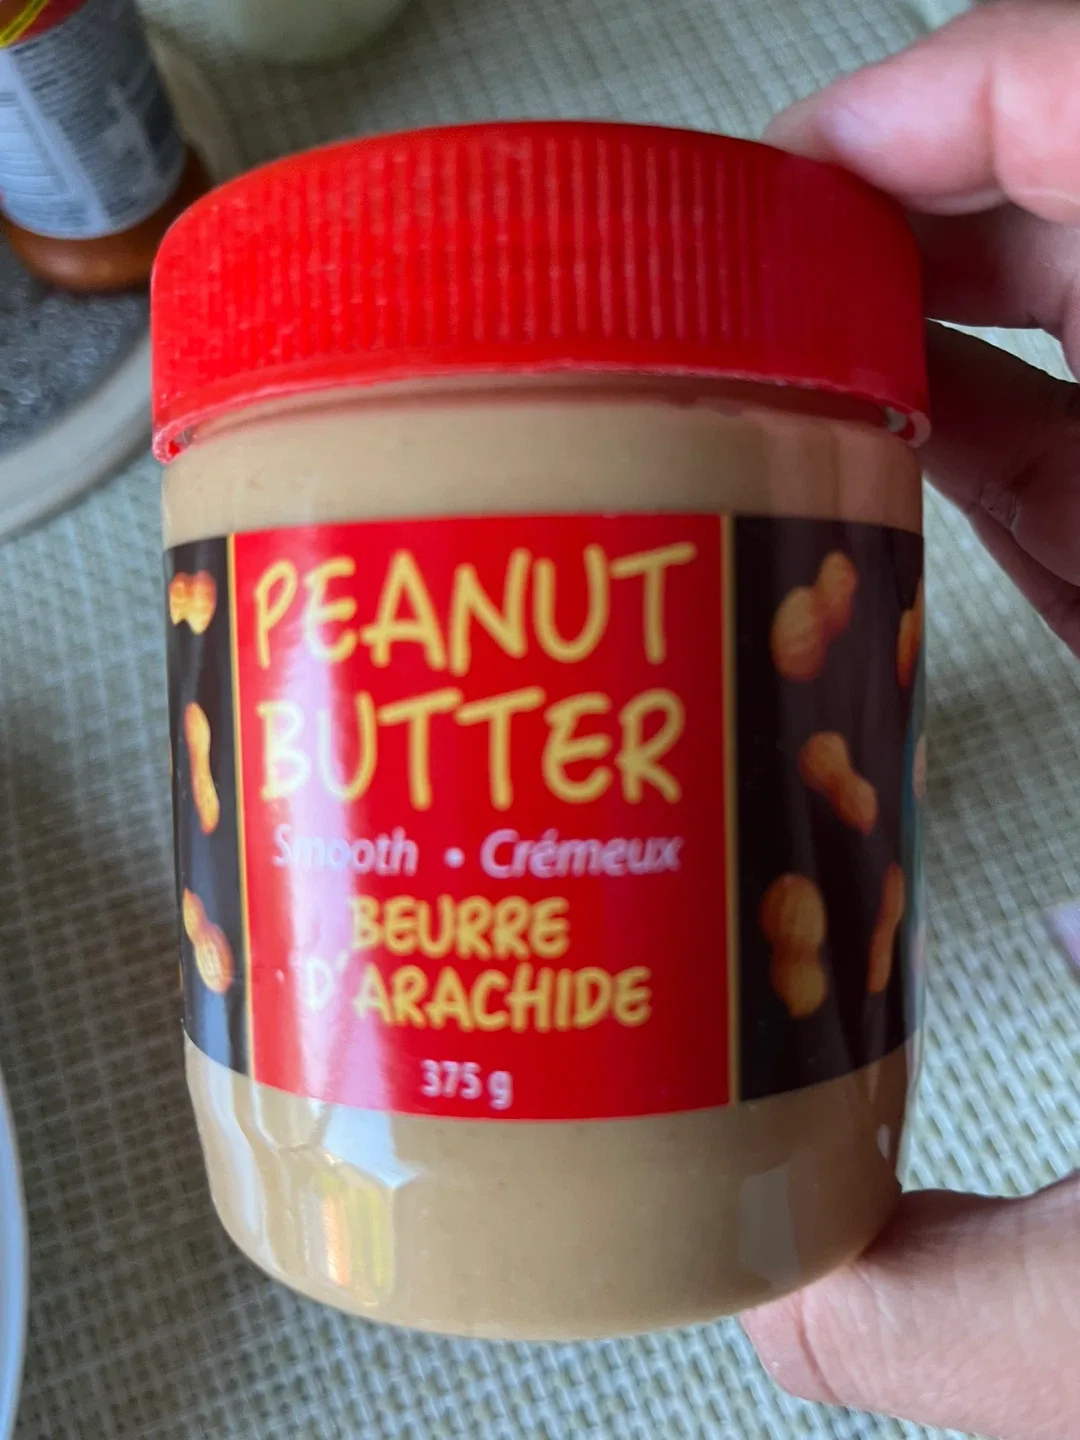 PEANUT
BUTTER
Smooth • Crémeux
BEURRE
D'ARACHIDE
375 g